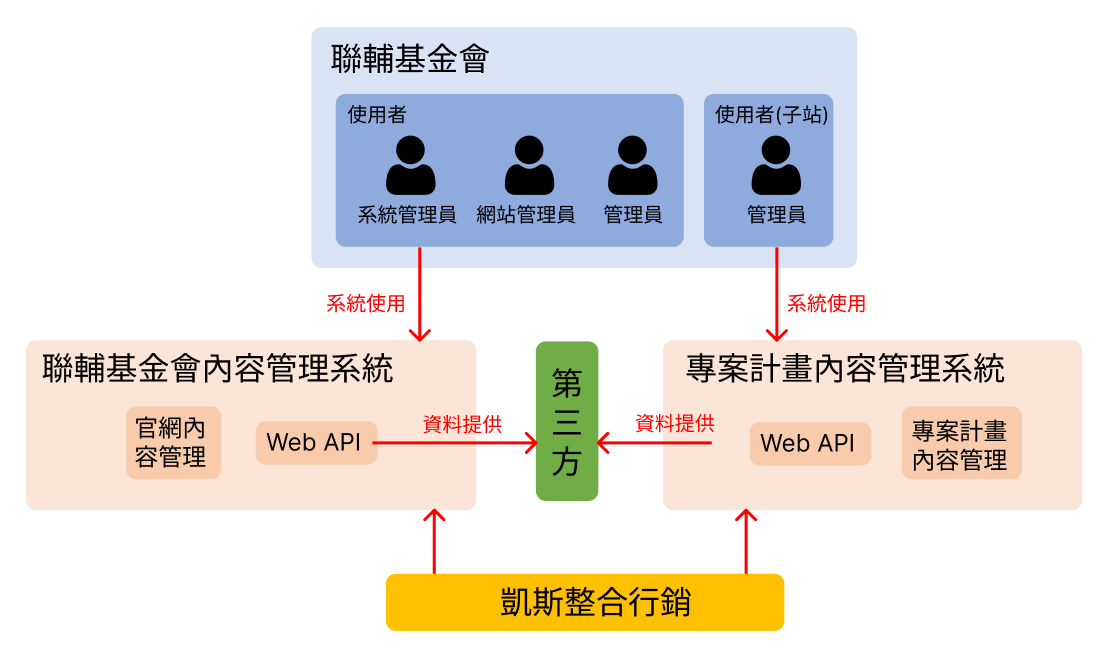 聯輔基金會
使用者
系統管理員
網站管理員
管理員
使用者(子站)
管理員
系統使用
系統使用
聯輔基金會內容管理系統
官網內
容管理
Web API
資料提供
第
三
方
資料提供
專案計畫內容管理系統
Web API
專案計畫
內容管理
凱斯整合行銷